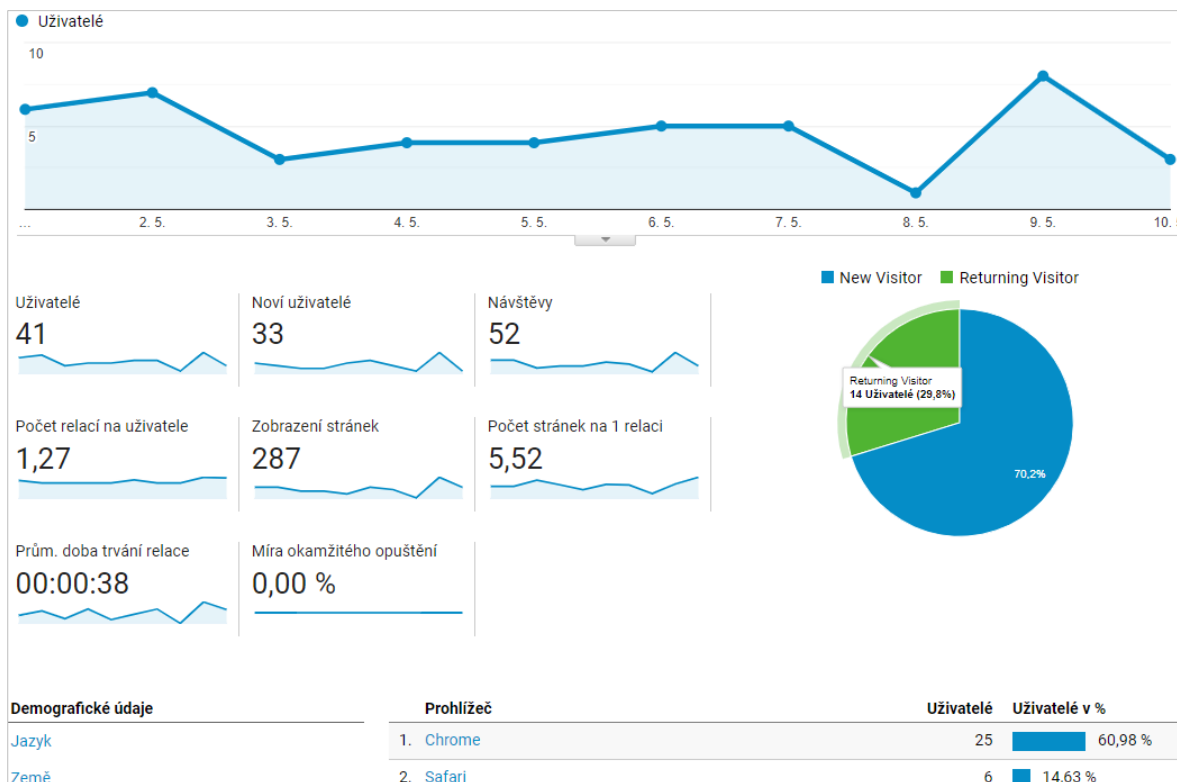 Uživatelé
10
5
... 2. 5. 3. 5. 4. 5. 5. 5. 6. 5. 7. 5. 8. 5. 9. 5. 10.
New Visitor Returning Visitor
Uživatelé
41
Noví uživatelé
33
Návštěvy
52
Returning Visitor
14 Uživatelé (29,8%)
70,2%
Počet relací na uživatele
1,27
Zobrazení stránek
287
Počet stránek na 1 relaci
5,52
Prům. doba trvání relace
00:00:38
Míra okamžitého opuštění
0,00 %
Demografické údaje
Jazyk
Země
Prohlížeč Uživatelé Uživatelé v %
1. Chrome 25 60,98 %
2. Safari 6 14,63 %